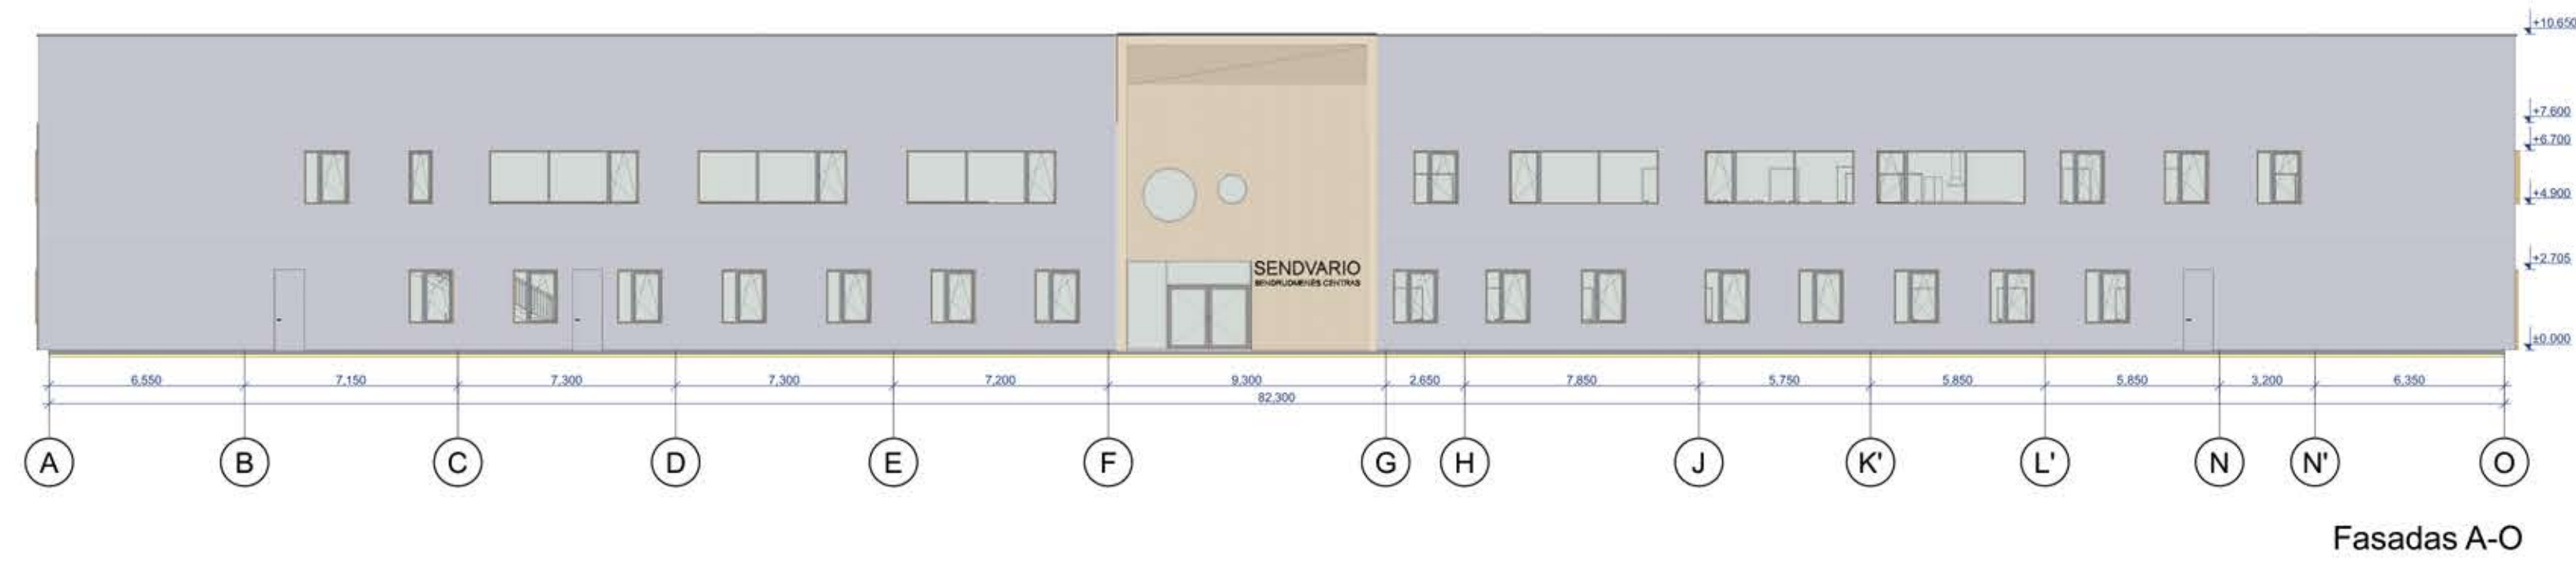 +10.650
+7.600
+6.700
+4.900
SENDVARIO
BENDRUOMENĖS CENTRAS
+2.705
±0.000
6,550 7,150 7,300 7,300 7,200 9,300 2,650 7,850 5,750 5,850 5,850 3,200 6,350
82,300
A B C D E F G H J K' L' N N' O
Fasadas A-O